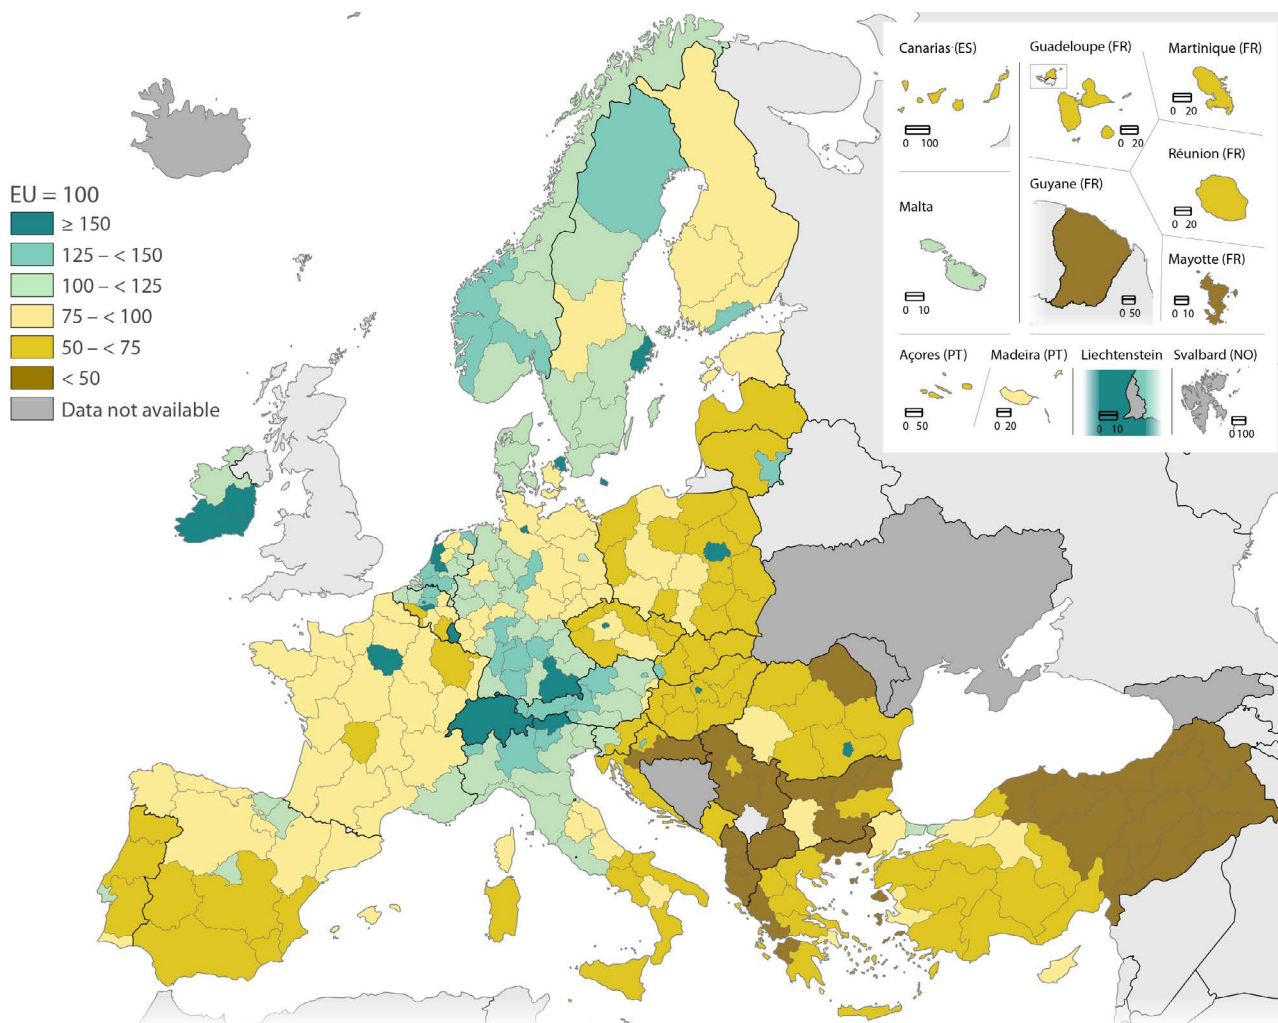 EU = 100
≥ 150
125 – < 150
100 – < 125
75 – < 100
50 – < 75
< 50
Data not available
Canarias (ES)
0 100
Guadeloupe (FR)
0 20
Martinique (FR)
0 20
Réunion (FR)
0 20
Guyane (FR)
0 50
Malta
0 10
Mayotte (FR)
0 10
Açores (PT)
0 50
Madeira (PT)
0 20
Liechtenstein
0 10
Svalbard (NO)
0 100